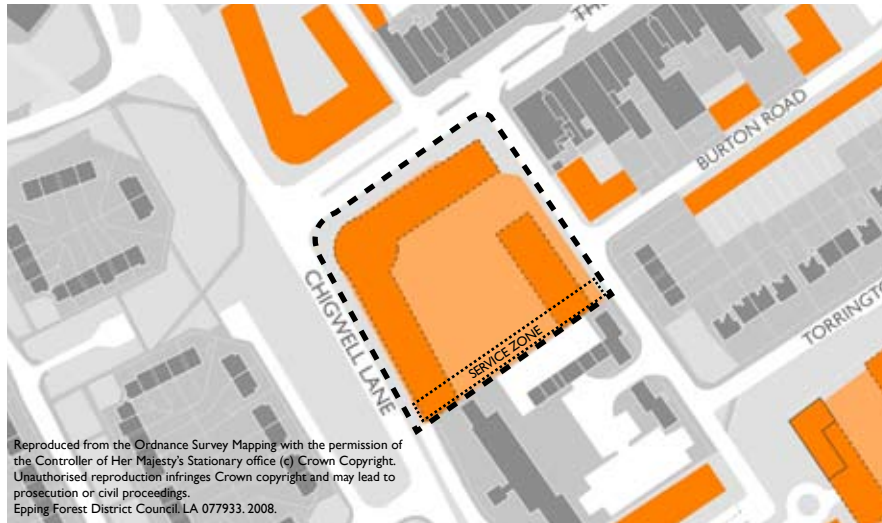 THE
BURTON ROAD
CHIGWELL LANE
SERVICE ZONE
TORRINGTO
Reproduced from the Ordnance Survey Mapping with the permission of
the Controller of Her Majesty's Stationary office (c) Crown Copyright.
Unauthorised reproduction infringes Crown copyright and may lead to
prosecution or civil proceedings.
Epping Forest District Council. LA 077933. 2008.